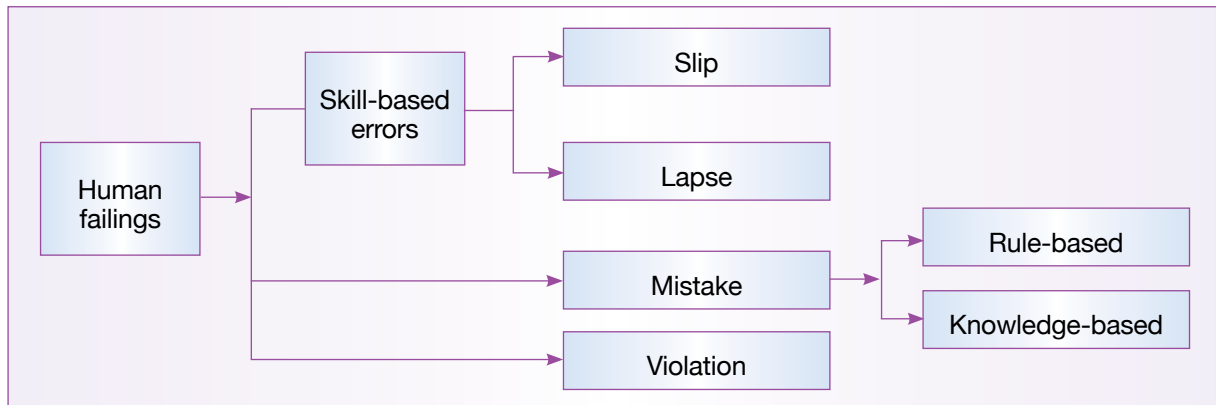 Human
failings
Skill-based
errors
Slip
Lapse
Mistake
Violation
Rule-based
Knowledge-based